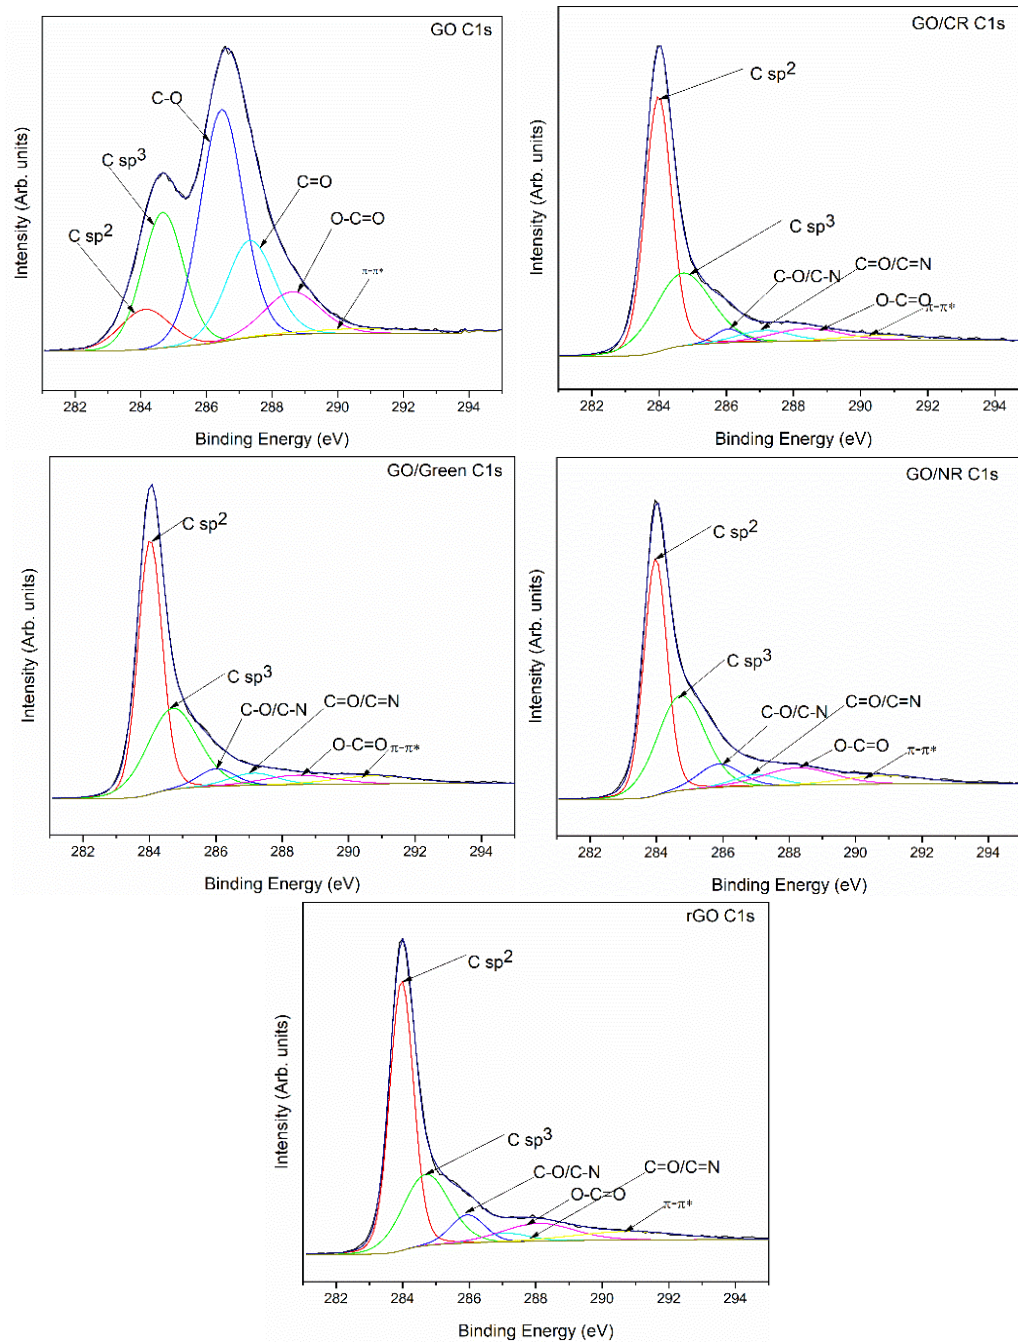 GO C1s
C-O
C sp3
C=O
C sp2
O-C=O
π-π*
Intensity (Arb. units)
282 284 286 288 290 292 294
Binding Energy (eV)
GO/CR C1s
C sp2
C sp3
C-O/C-N
C=O/C=N
O-C=O
π-π*
Intensity (Arb. units)
282 284 286 288 290 292 294
Binding Energy (eV)
GO/Green C1s
C sp2
C sp3
C-O/C-N
C=O/C=N
O-C=O
π-π*
Intensity (Arb. units)
282 284 286 288 290 292 294
Binding Energy (eV)
GO/NR C1s
C sp2
C sp3
C-O/C-N
C=O/C=N
O-C=O
π-π*
Intensity (Arb. units)
282 284 286 288 290 292 294
Binding Energy (eV)
rGO C1s
C sp2
C sp3
C-O/C-N
C=O/C=N
O-C=O
π-π*
Intensity (Arb. units)
282 284 286 288 290 292 294
Binding Energy (eV)